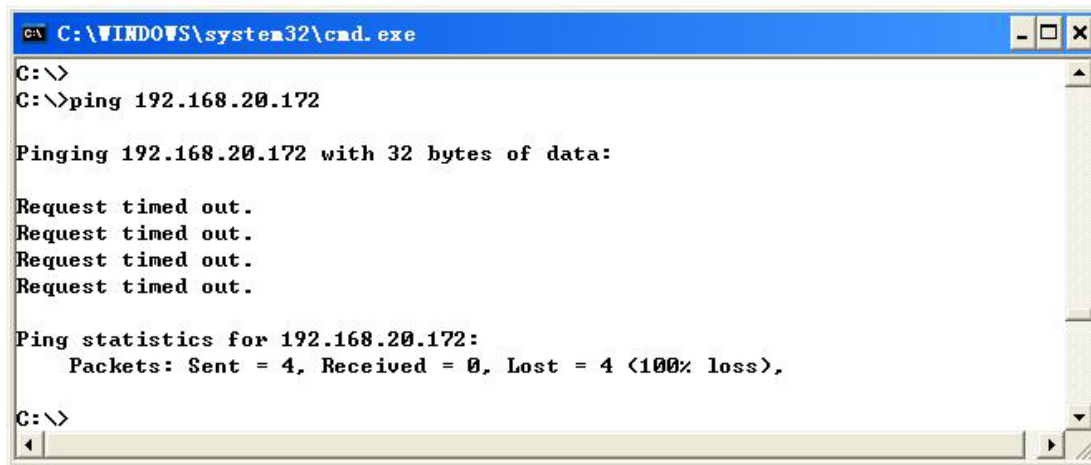 C:\WINDOWS\system32\cmd.exe
C:\>
C:\>ping 192.168.20.172
Pinging 192.168.20.172 with 32 bytes of data:
Request timed out.
Request timed out.
Request timed out.
Request timed out.
Ping statistics for 192.168.20.172:
    Packets: Sent = 4, Received = 0, Lost = 4 (100% loss),
C:\>